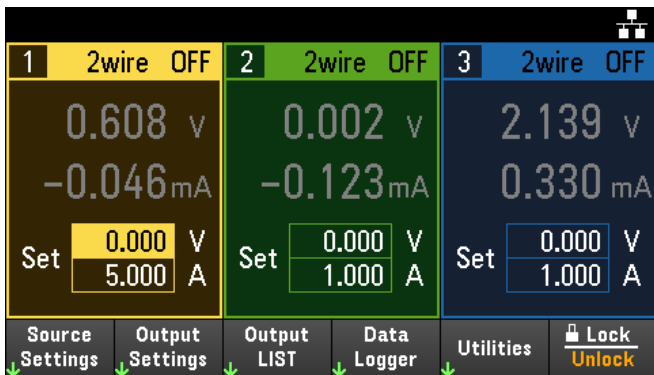 1 2wire OFF
2 2wire OFF
3 2wire OFF
0.608 V
0.002 V
2.139 V
-0.046 mA
-0.123 mA
0.330 mA
Set 0.000 V
5.000 A
Set 0.000 V
1.000 A
Set 0.000 V
1.000 A
Source
Settings
Output
Settings
Output
LIST
Data
Logger
Utilities
Lock
Unlock